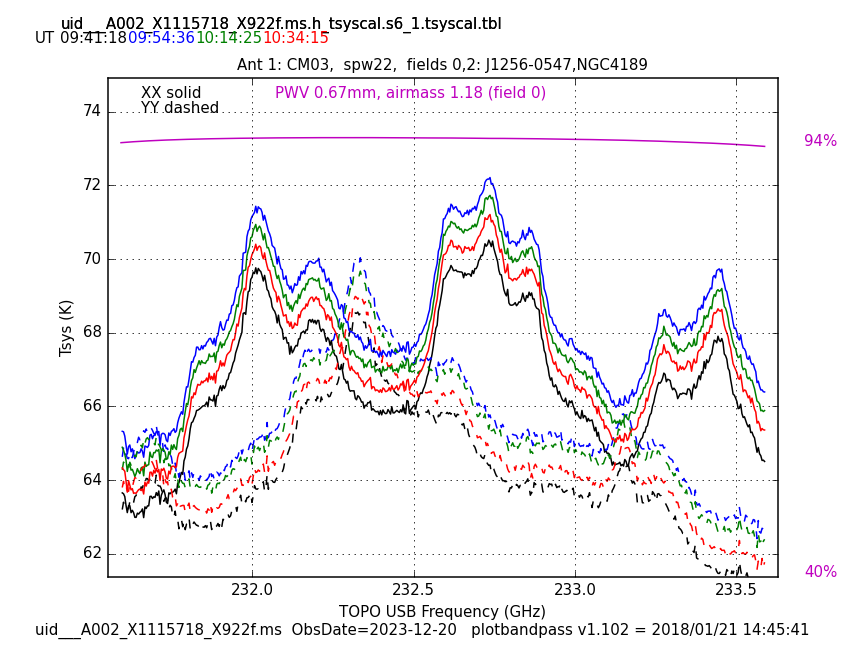 uid___A002_X1115718_X922f.ms.h_tsyscal.s6_1.tsyscal.tbl
UT 09:41:18 09:54:36 10:14:25 10:34:15
Ant 1: CM03,  spw22,  fields 0,2: J1256-0547,NGC4189
XX solid
YY dashed
PWV 0.67mm, airmass 1.18 (field 0)
94%
40%
74
72
70
68
66
64
62
Tsys (K)
232.0 232.5 233.0 233.5
TOPO USB Frequency (GHz)
uid___A002_X1115718_X922f.ms  ObsDate=2023-12-20   plotbandpass v1.102 = 2018/01/21 14:45:41